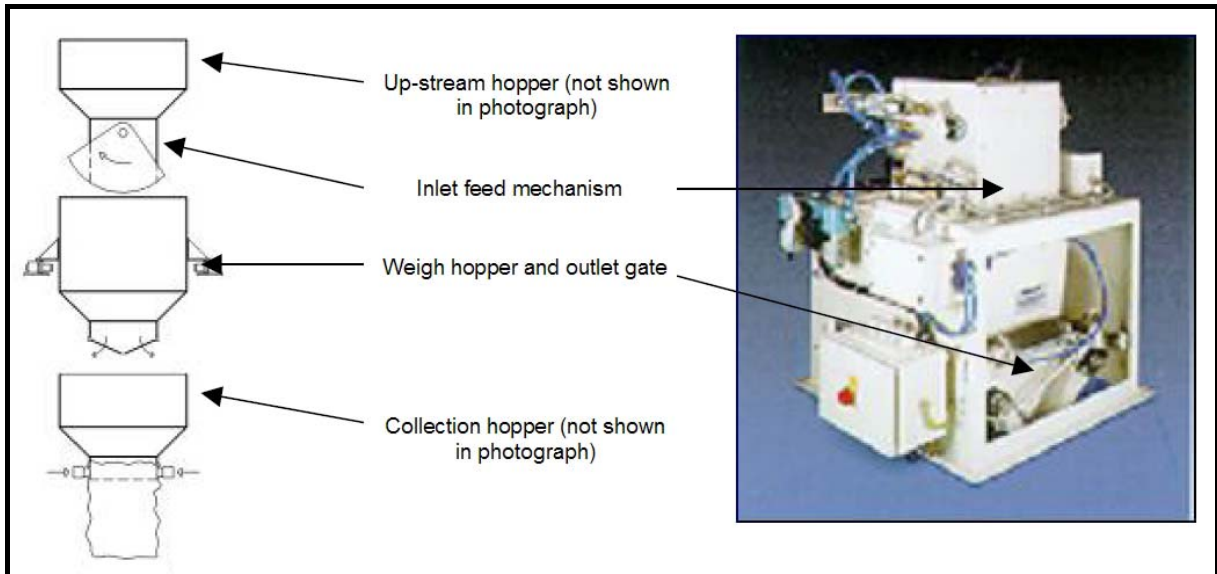 Up-stream hopper (not shown
in photograph)
Inlet feed mechanism
Weigh hopper and outlet gate
Collection hopper (not shown
in photograph)